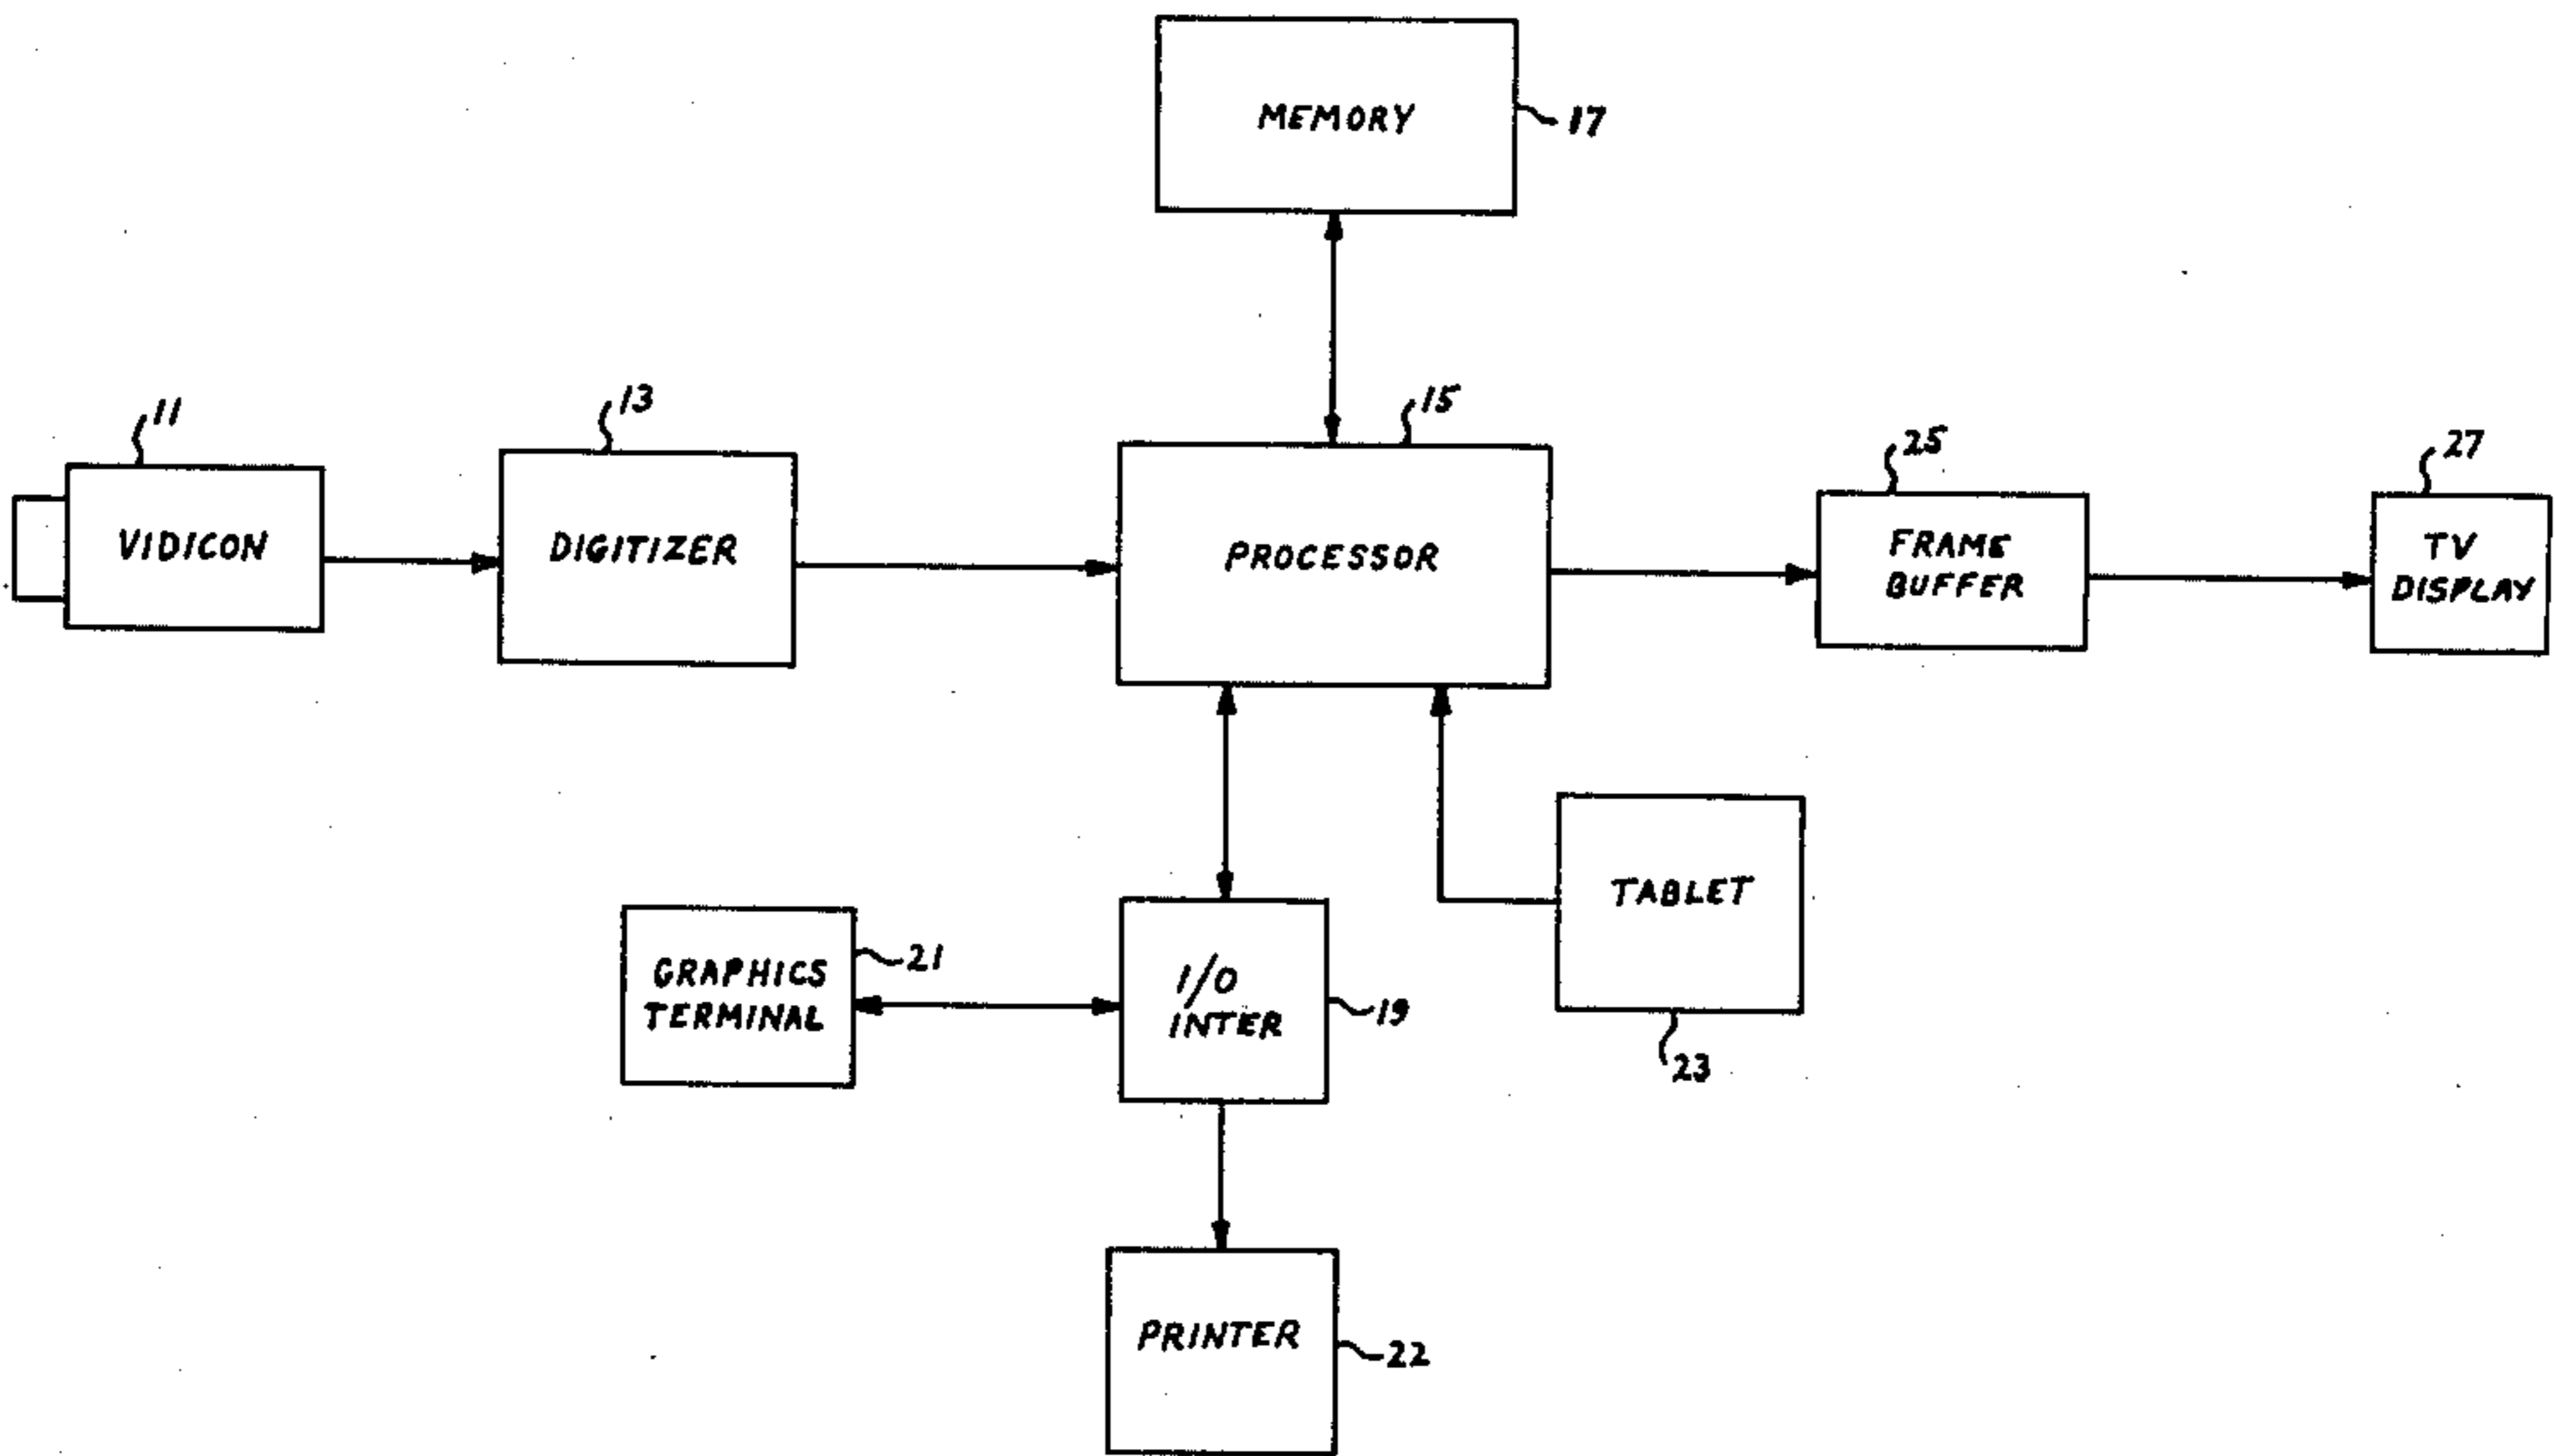 MEMORY
17
11
13
15
25
27
VIDICON
DIGITIZER
PROCESSOR
FRAME
BUFFER
TV
DISPLAY
TABLET
23
GRAPHICS
TERMINAL
21
I/O
INTER
19
PRINTER
22